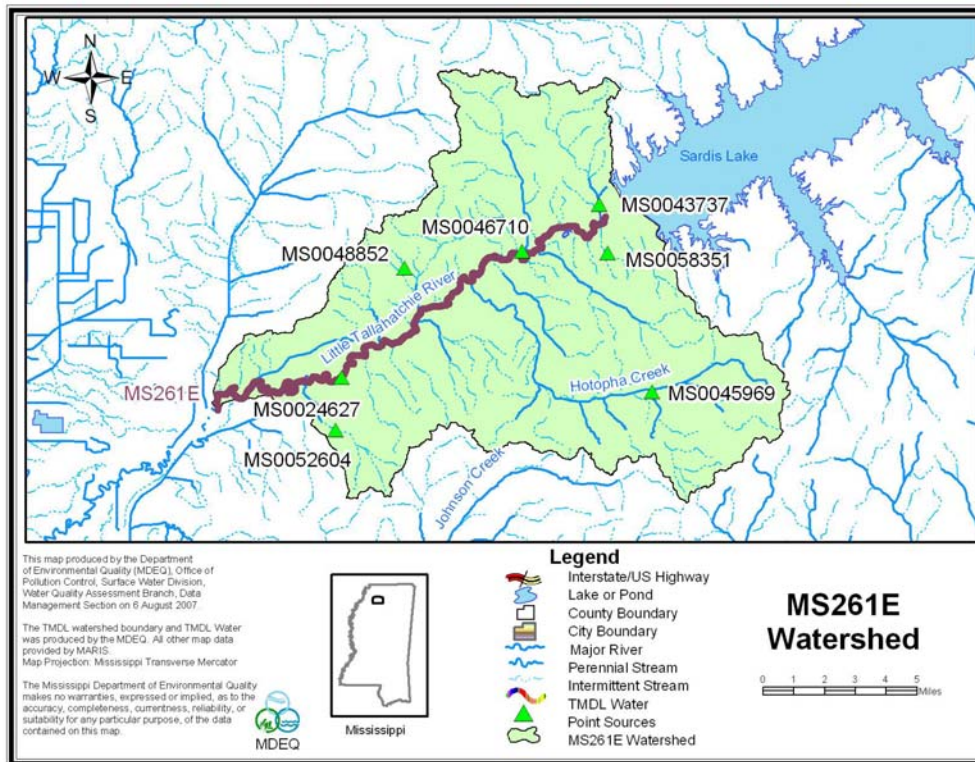 N
W E
S
Sardis Lake
MS0043737
MS0046710
MS0058351
MS0048852
Little Tallahatchie River
MS261E
Hotopha Creek
MS0045969
MS0024627
MS0052604
Johnson Creek
This map produced by the Department
of Environmental Quality (MDEQ), Office of
Pollution Control, Surface Water Division,
Water Quality Assessment Branch, Data
Management Section on 6 August 2007.
The TMDL watershed boundary and TMDL Water
was produced by the MDEQ. All other map data
provided by MARIS.
Map Projection: Mississippi Transverse Mercator
The Mississippi Department of Environmental Quality
makes no warranties, expressed or implied, as to the
accuracy, completeness, currentness, reliability, or
suitability for any particular purpose, of the data
contained on this map.
MDEQ
Mississippi
Legend
Interstate/US Highway
Lake or Pond
County Boundary
City Boundary
Major River
Perennial Stream
Intermittent Stream
TMDL Water
Point Sources
MS261E Watershed
MS261E
Watershed
0 1 2 3 4 5
Miles